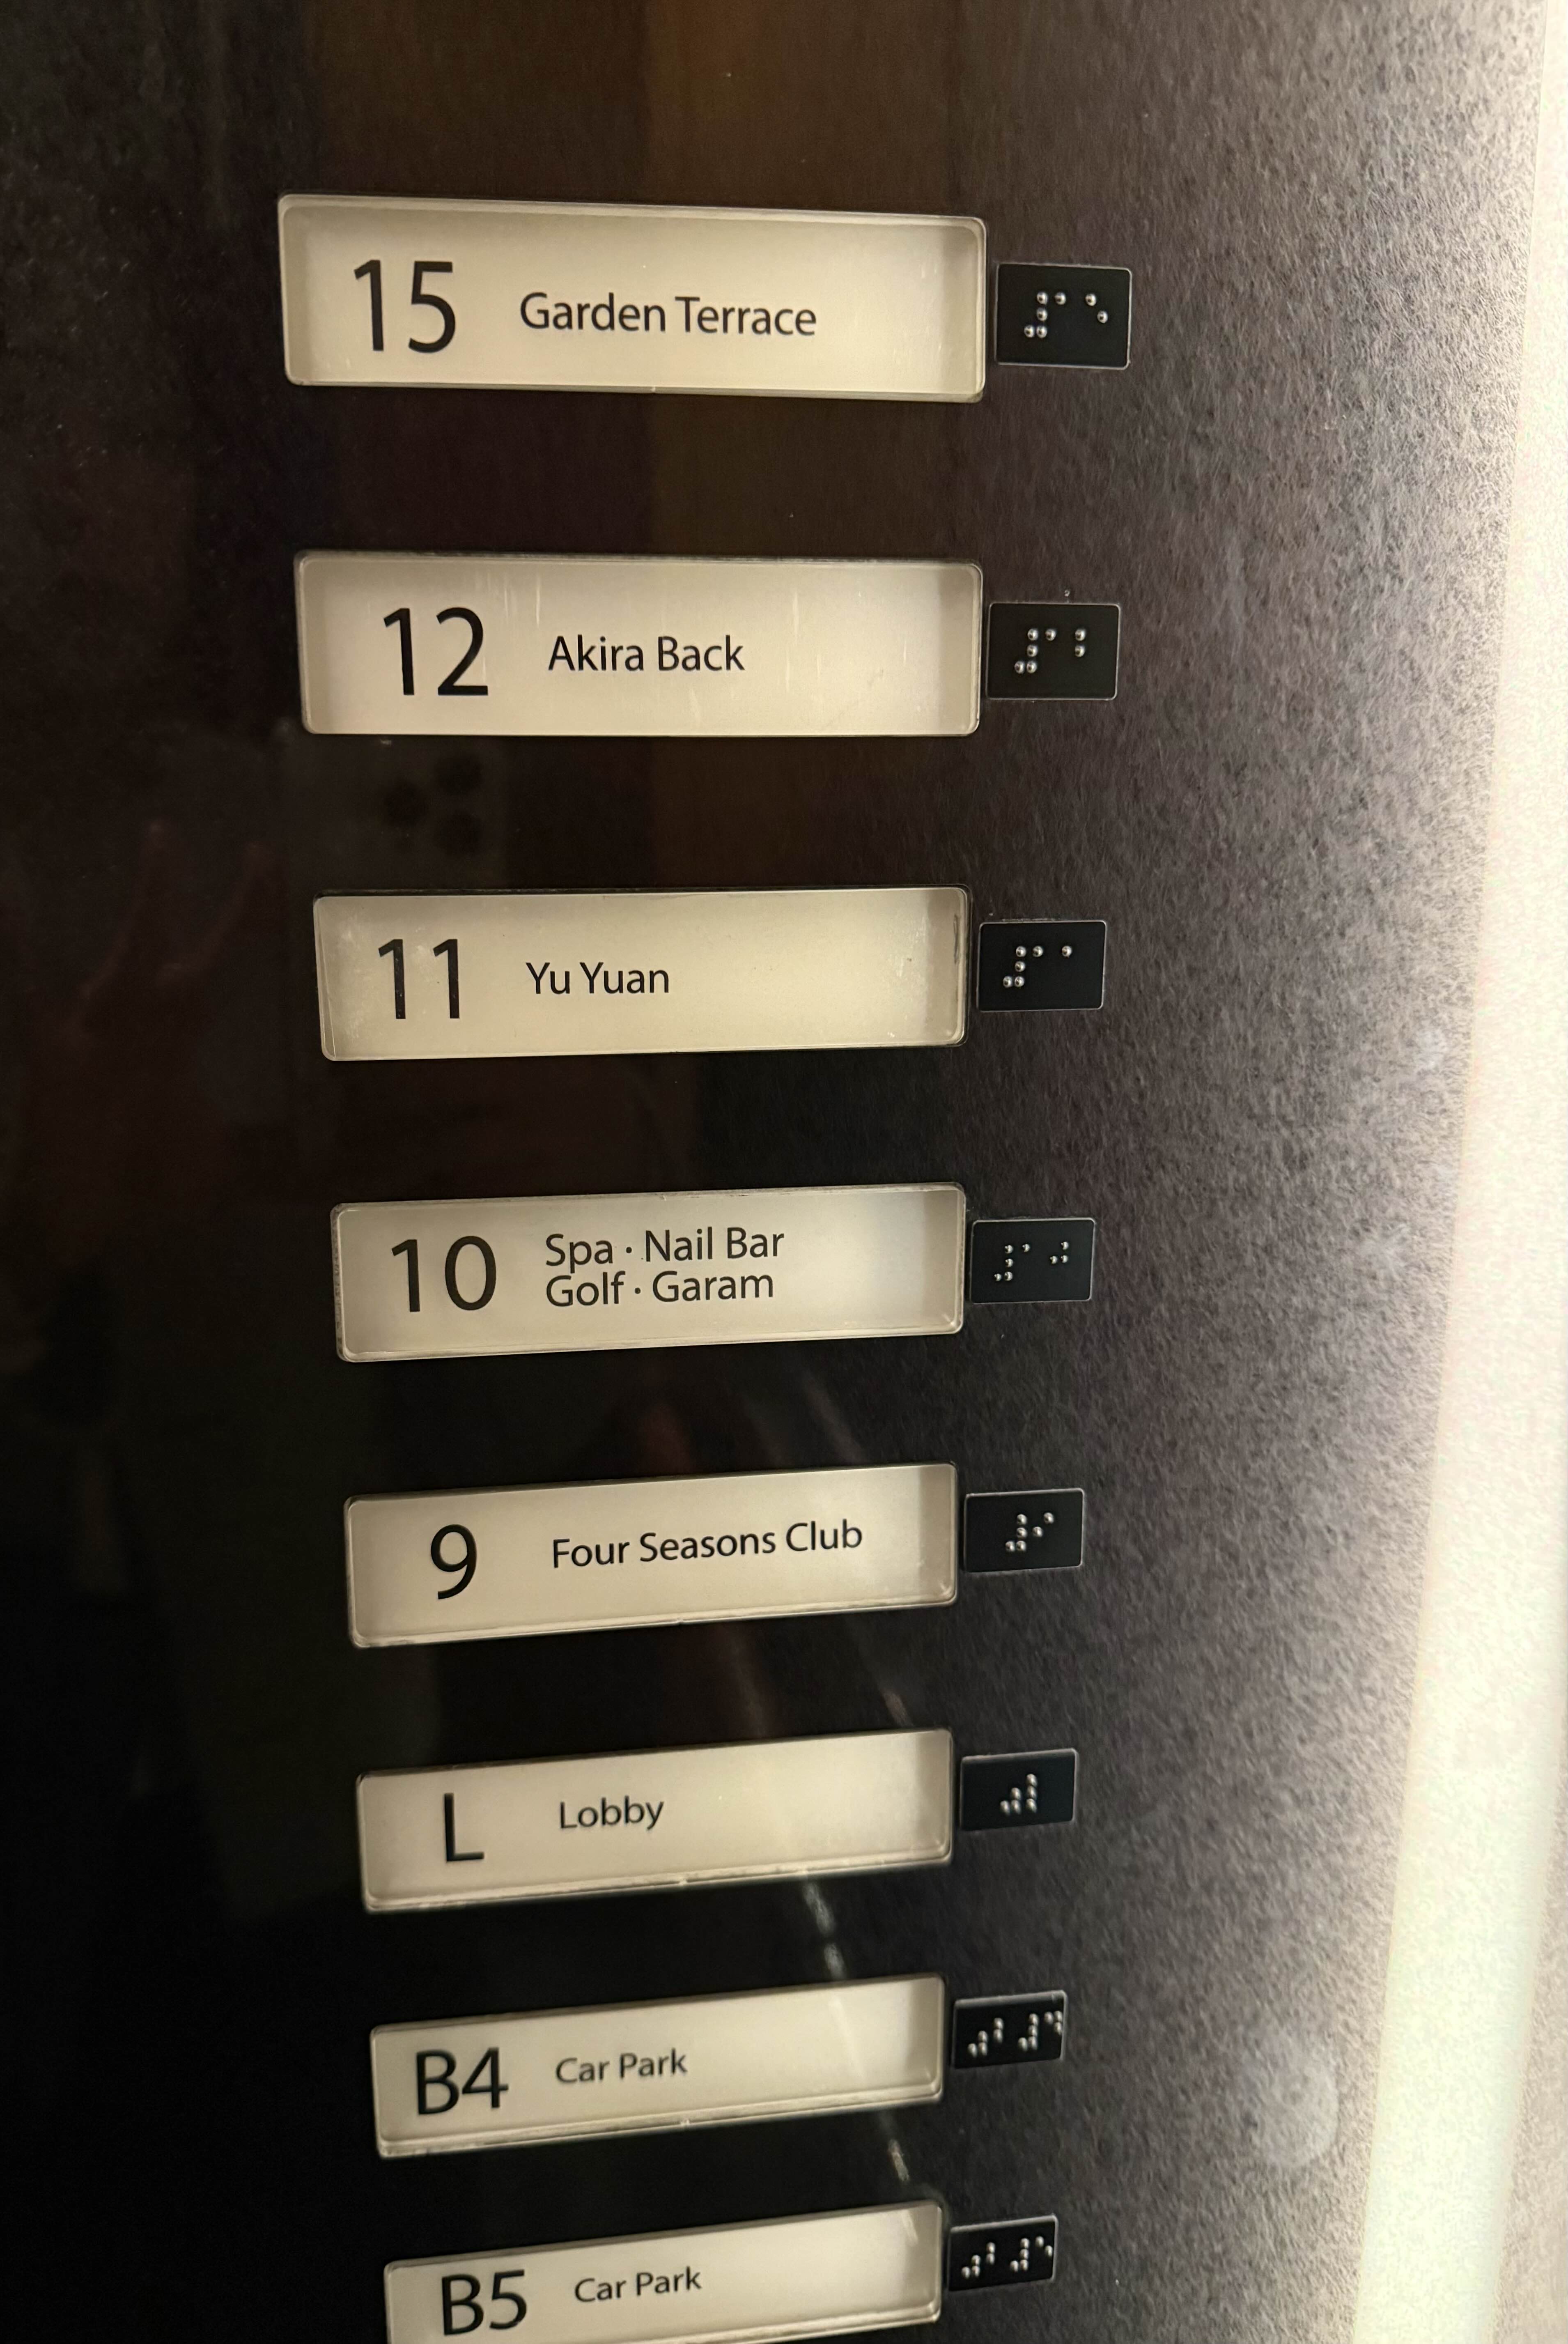 15 Garden Terrace
12 Akira Back
11 Yu Yuan
10 Spa · Nail Bar
Golf · Garam
9 Four Seasons Club
L Lobby
B4 Car Park
B5 Car Park